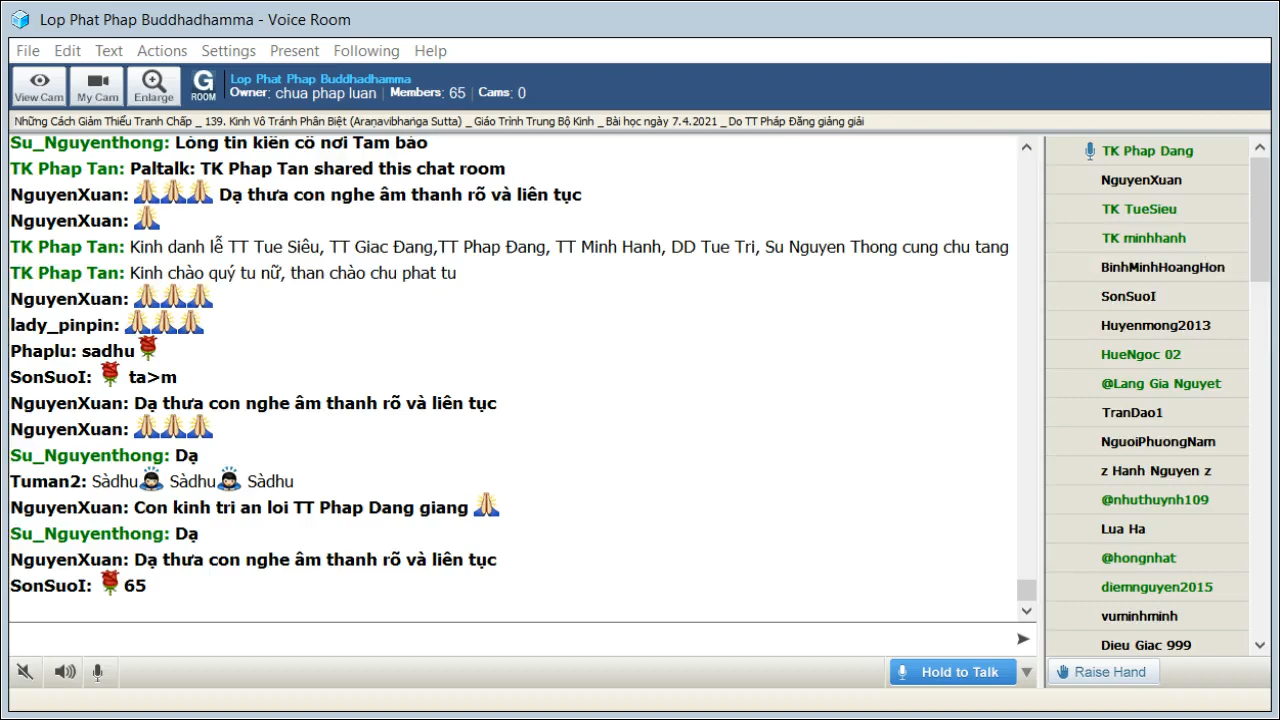 Lop Phat Phap Buddhadhamma - Voice Room
File Edit Text Actions Settings Present Following Help
View Cam My Cam Enlarge G ROOM
Lop Phat Phap Buddhadhamma
Owner: chua phap luan | Members: 65 | Cams: 0
Những Cách Giảm Thiểu Tranh Chấp _ 139. Kinh Vô Tránh Phân Biệt (Araṇavibhaṅga Sutta) _Giáo Trình Trung Bộ Kinh _Bài học ngày 7.4.2021 _Do TT Pháp Đăng giảng giải
Su_Nguyenthong: Lòng tin kiên cố nơi Tam bảo
TK Phap Tan: Paltalk: TK Phap Tan shared this chat room
NguyenXuan: 🙏🙏🙏 Dạ thưa con nghe âm thanh rõ và liên tục
NguyenXuan: 🙏
TK Phap Tan: Kinh danh lễ TT Tue Siêu, TT Giac Đang,TT Phap Đang, TT Minh Hanh, DD Tue Tri, Su Nguyen Thong cung chu tang
TK Phap Tan: Kinh chào quý tu nữ, than chào chu phat tu
NguyenXuan: 🙏🙏🙏
lady_pinpin: 🙏🙏🙏
Phaplu: sadhu🌹
SonSuoI: 🌹 ta>m
NguyenXuan: Dạ thưa con nghe âm thanh rõ và liên tục
NguyenXuan: 🙏🙏🙏
Su_Nguyenthong: Dạ
Tuman2: Sàdhu🙇 Sàdhu🙇 Sàdhu
NguyenXuan: Con kinh tri an loi TT Phap Dang giang 🙏
Su_Nguyenthong: Dạ
NguyenXuan: Dạ thưa con nghe âm thanh rõ và liên tục
SonSuoI: 🌹65
TK Phap Dang
NguyenXuan
TK TueSieu
TK minhhanh
BinhMinhHoangHon
SonSuoI
Huyenmong2013
HueNgoc 02
@Lang Gia Nguyet
TranDao1
NguoiPhuongNam
z Hanh Nguyen z
@nhuthuynh109
Lua Ha
@hongnhat
diemnguyen2015
vuminhminh
Dieu Giac 999
Hold to Talk
Raise Hand